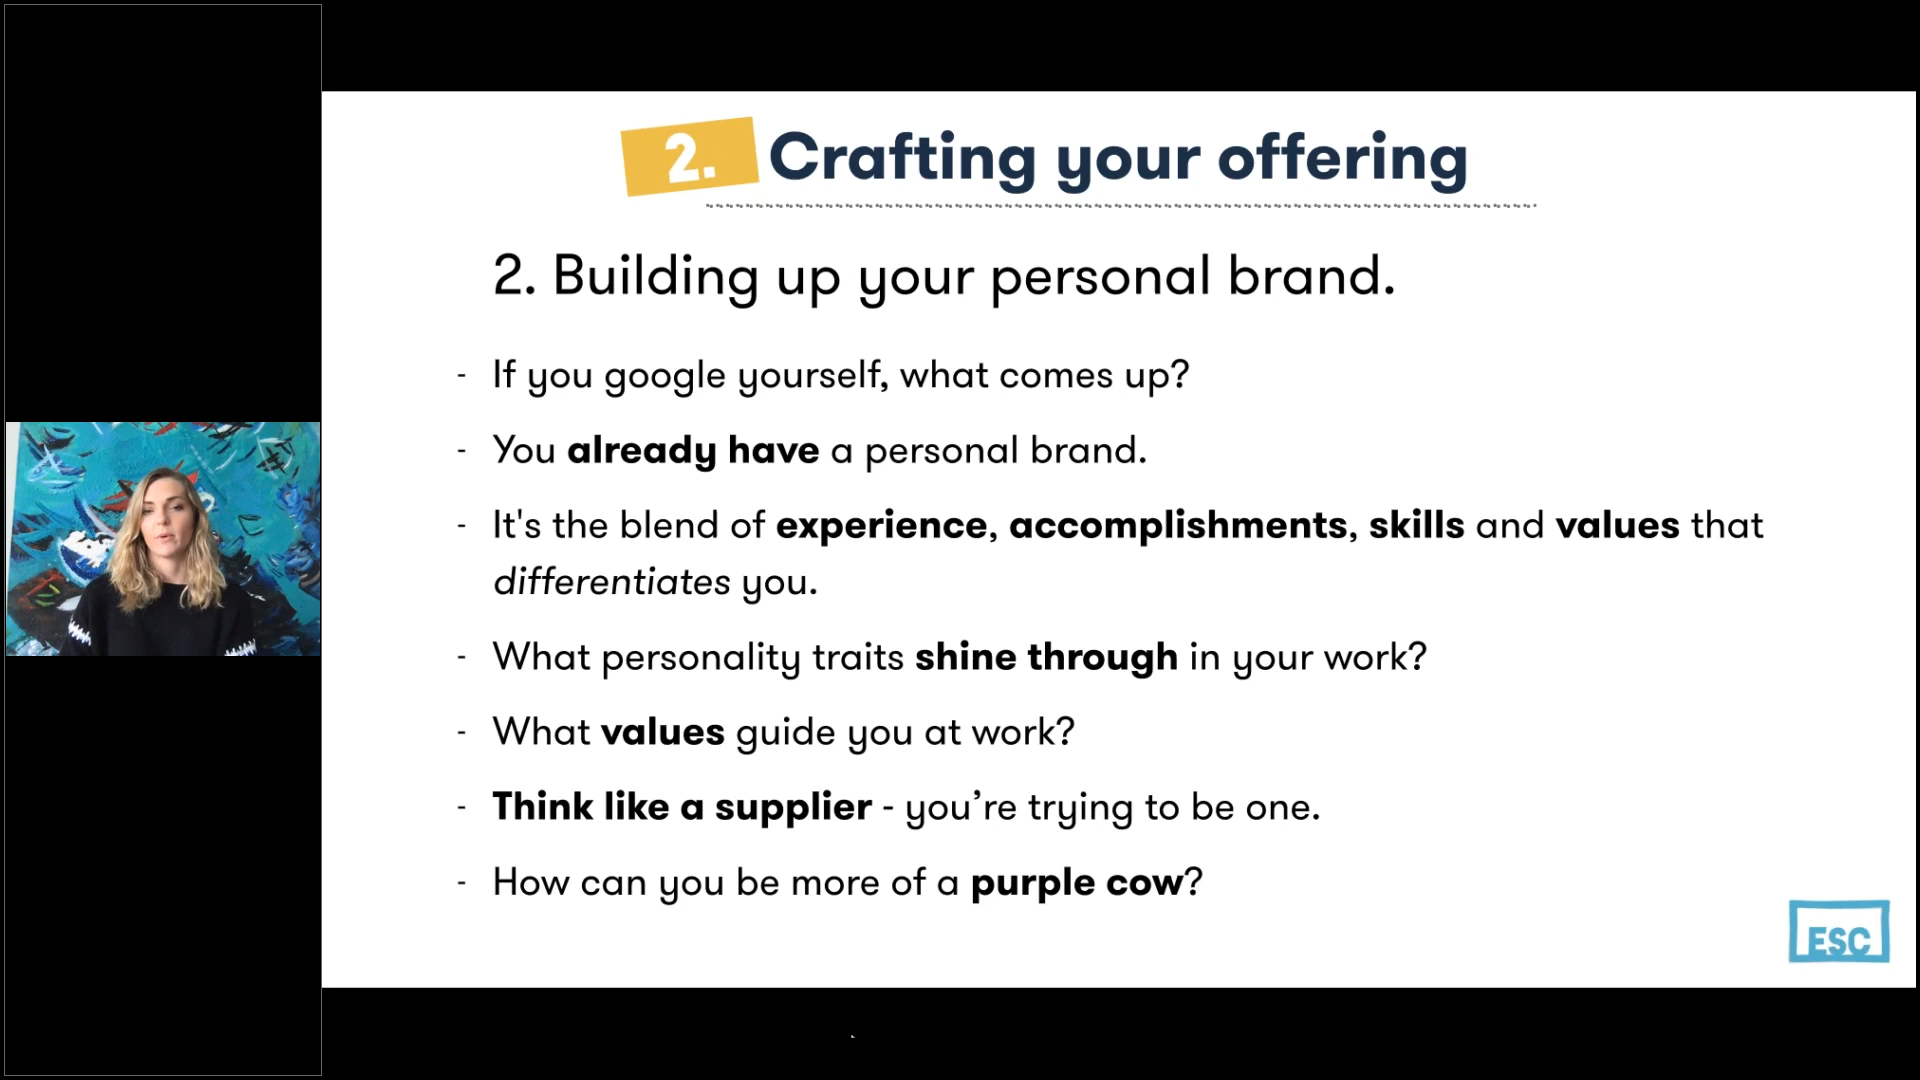 2. Crafting your offering
2. Building up your personal brand.
- If you google yourself, what comes up?
- You already have a personal brand.
- It's the blend of experience, accomplishments, skills and values that
differentiates you.
- What personality traits shine through in your work?
- What values guide you at work?
- Think like a supplier - you’re trying to be one.
- How can you be more of a purple cow?
ESC